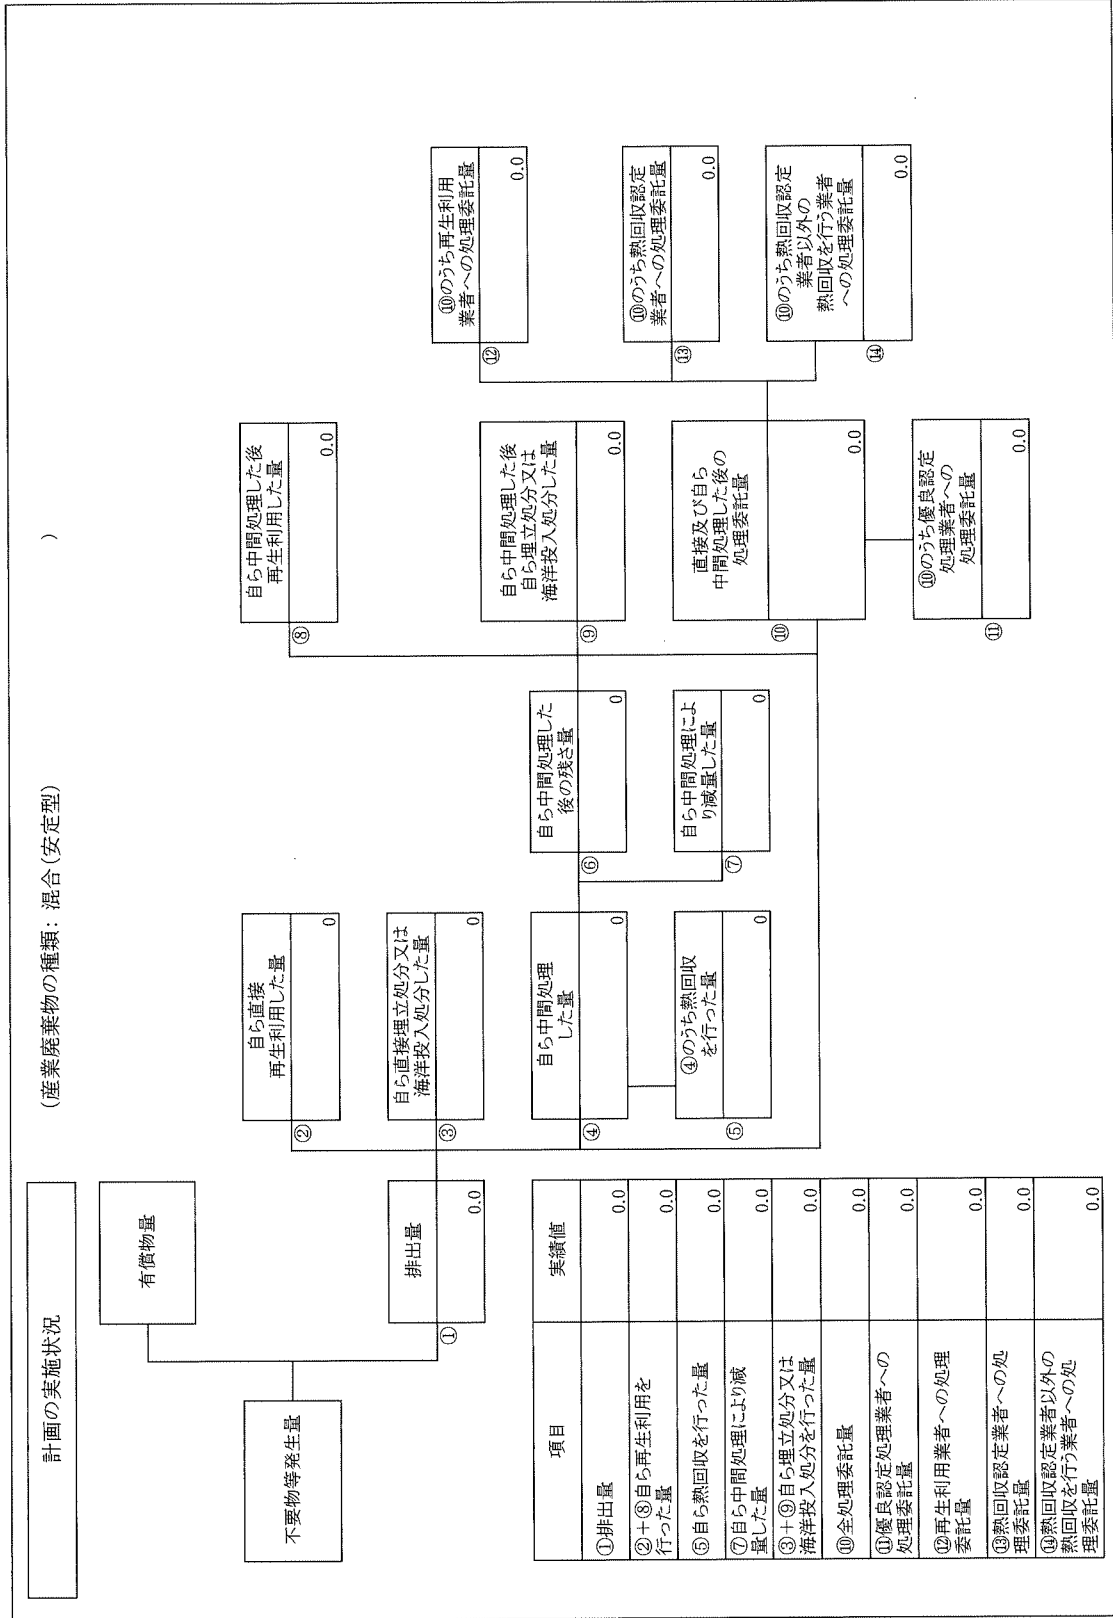 計画の実施状況
(産業廃棄物の種類: 混合(安定型)
)
不要物等発生量
有償物量
排出量
①
0.0
自ら直接
再生利用した量
②
0
自ら直接埋立処分又は
海洋投入処分した量
③
0
自ら中間処理
した量
④
0
④のうち熱回収
を行った量
⑤
0
自ら中間処理した
後の残さ量
⑥
0
自ら中間処理によ
り減量した量
⑦
0
自ら中間処理した後
再生利用した量
⑧
0.0
自ら中間処理した後
自ら埋立処分又は
海洋投入処分した量
⑨
0.0
直接及び自ら
中間処理した後の
処理委託量
⑩
0.0
⑩のうち優良認定
処理業者への
処理委託量
⑪
0.0
⑩のうち再生利用
業者への処理委託量
⑫
0.0
⑩のうち熱回収認定
業者への処理委託量
⑬
0.0
⑩のうち熱回収認定
業者以外の
熱回収を行う業者
への処理委託量
⑭
0.0
項目 実績値
①排出量 0.0
②+⑧自ら再生利用を
行った量 0.0
⑤自ら熱回収を行った量 0.0
⑦自ら中間処理により減
量した量 0.0
③+⑨自ら埋立処分又は
海洋投入処分を行った量 0.0
⑩全処理委託量 0.0
⑪優良認定処理業者への
処理委託量 0.0
⑫再生利用業者への処理
委託量 0.0
⑬熱回収認定業者への処
理委託量 0.0
⑭熱回収認定業者以外の
熱回収を行う業者への処
理委託量 0.0